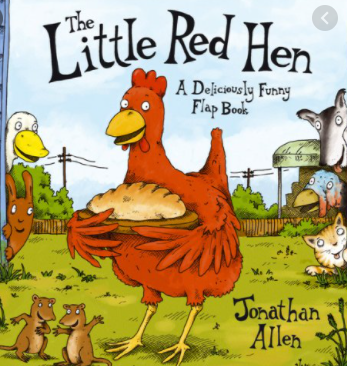 The
Little Red Hen
A Deliciously Funny
Flap Book
Jonathan
Allen